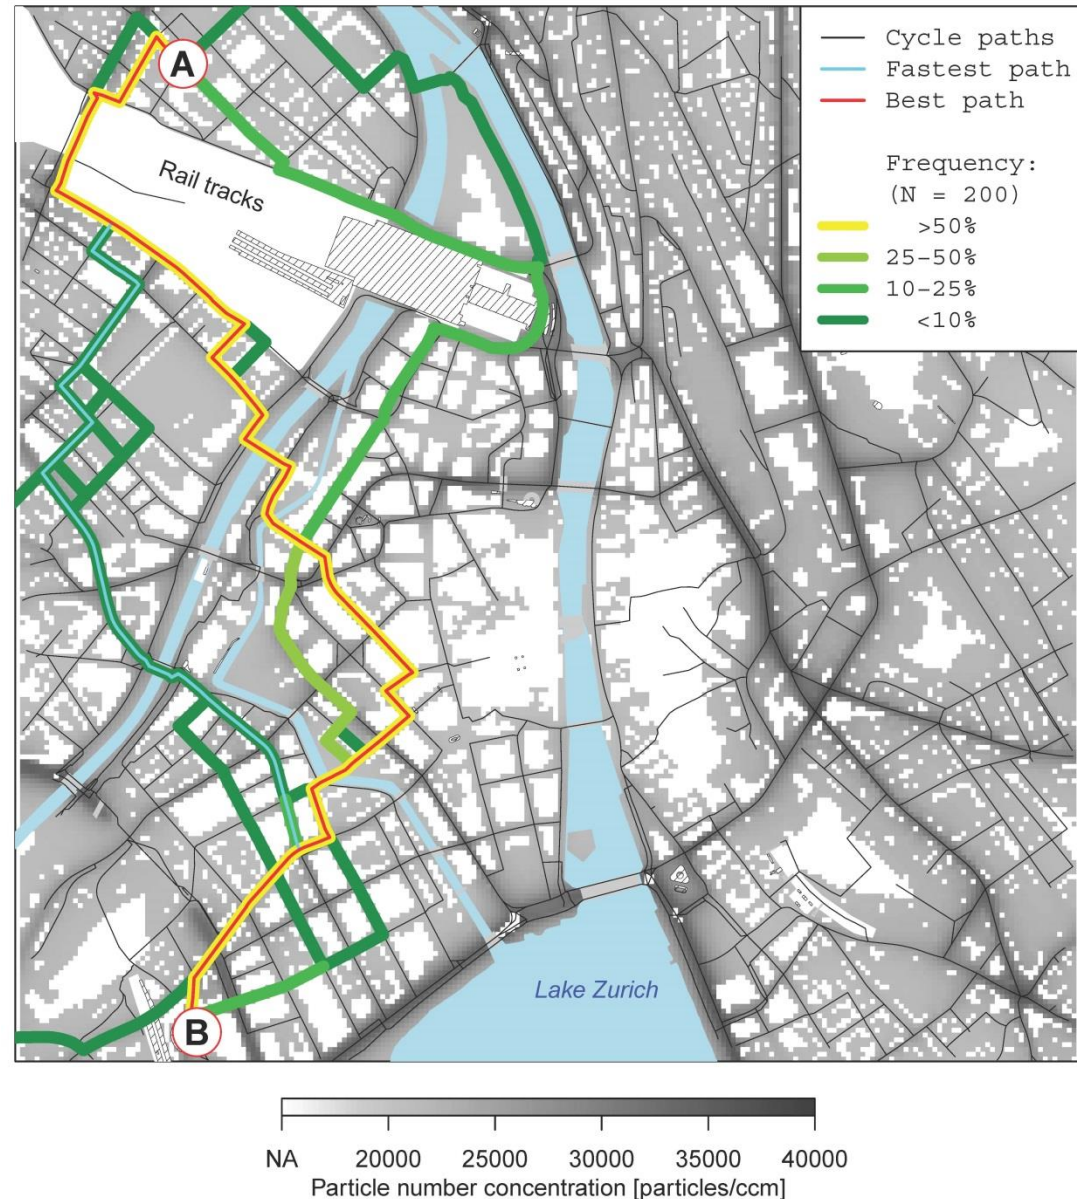 A
Rail tracks
Cycle paths
Fastest path
Best path
Frequency:
(N = 200)
>50%
25-50%
10-25%
<10%
Lake Zurich
B
NA 20000 25000 30000 35000 40000
Particle number concentration [particles/ccm]